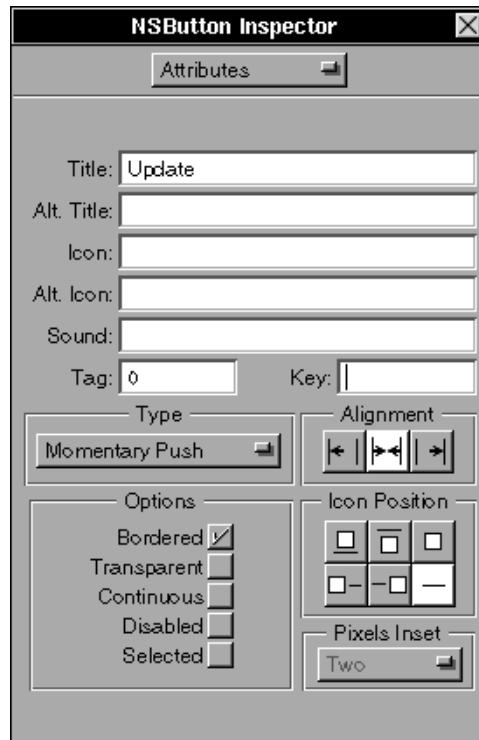 NSButton Inspector
Attributes
Title: Update
Alt. Title:
Icon:
Alt. Icon:
Sound:
Tag: 0 Key:
Type
Momentary Push
Alignment
Options
Bordered
Transparent
Continuous
Disabled
Selected
Icon Position
Pixels Inset
Two